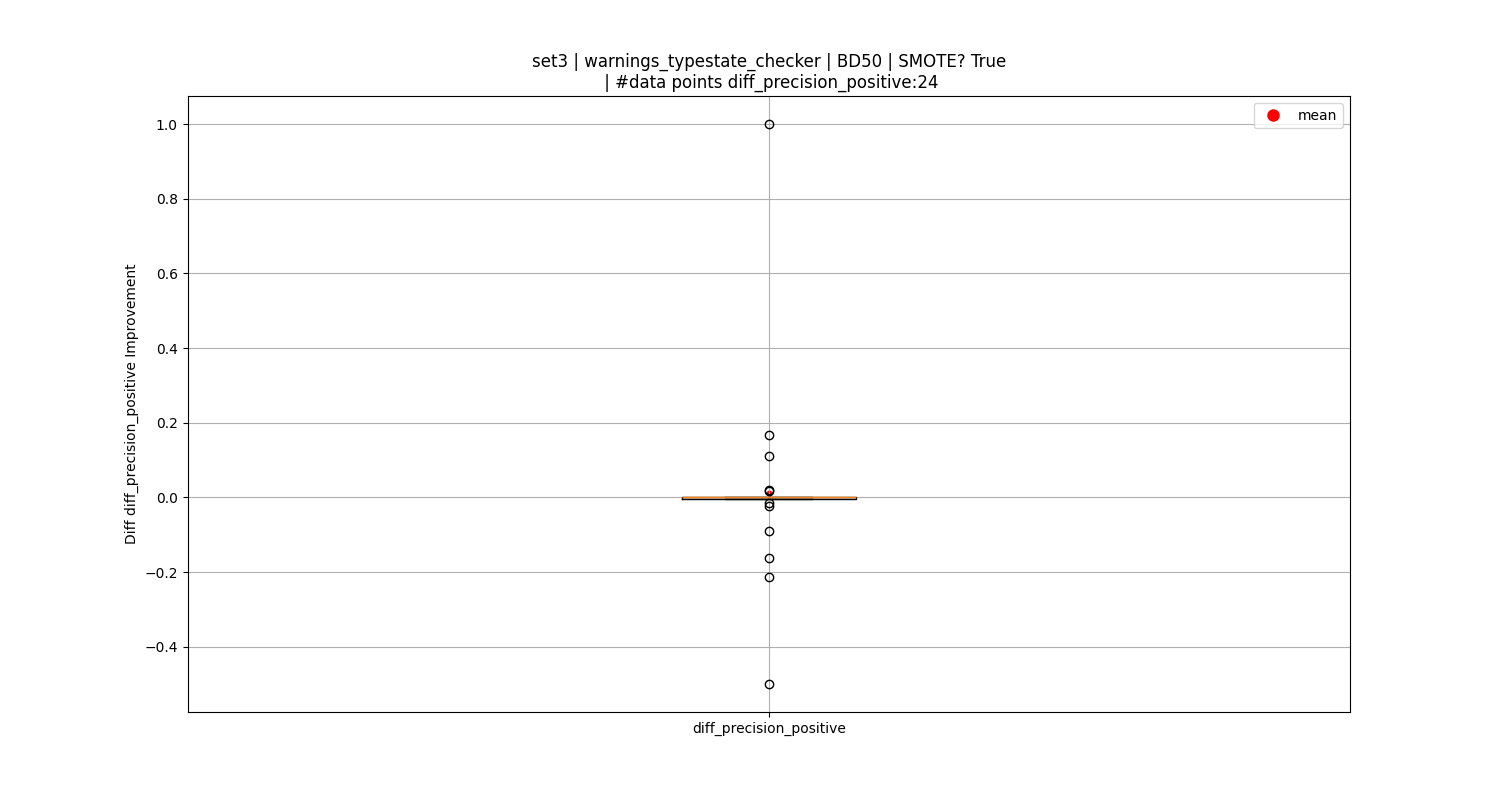 set3 | warnings_typestate_checker | BD50 | SMOTE? True
| #data points diff_precision_positive:24
mean
1.0
0.8
0.6
0.4
0.2
0.0
−0.2
−0.4
Diff diff_precision_positive Improvement
diff_precision_positive